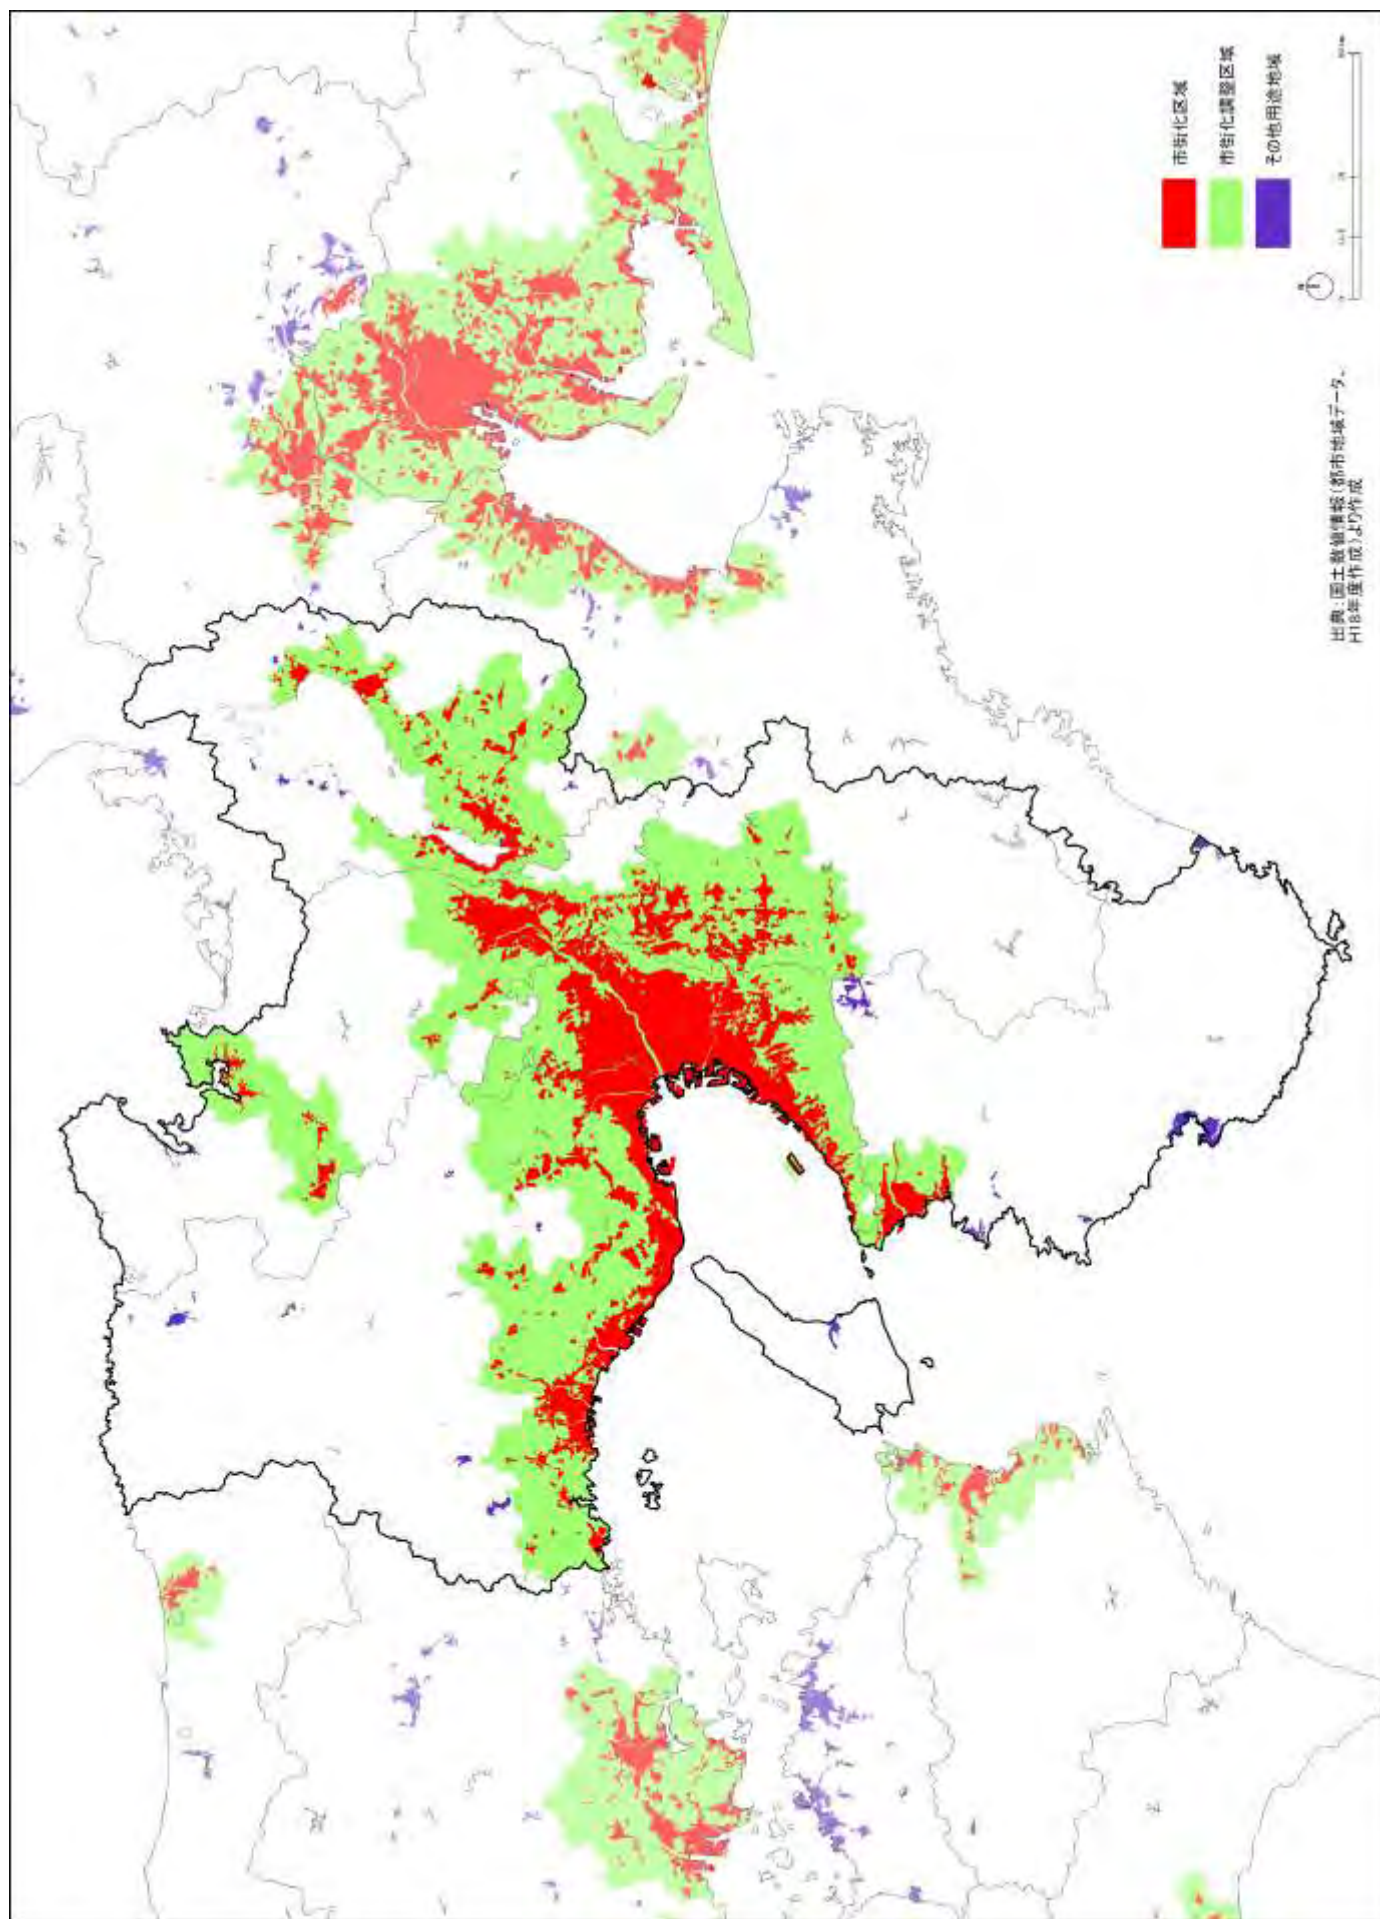 市街化区域
市街化調整区域
その他用途地域
出典：国土数値情報（都市地域データ、
H18年度作成）より作成